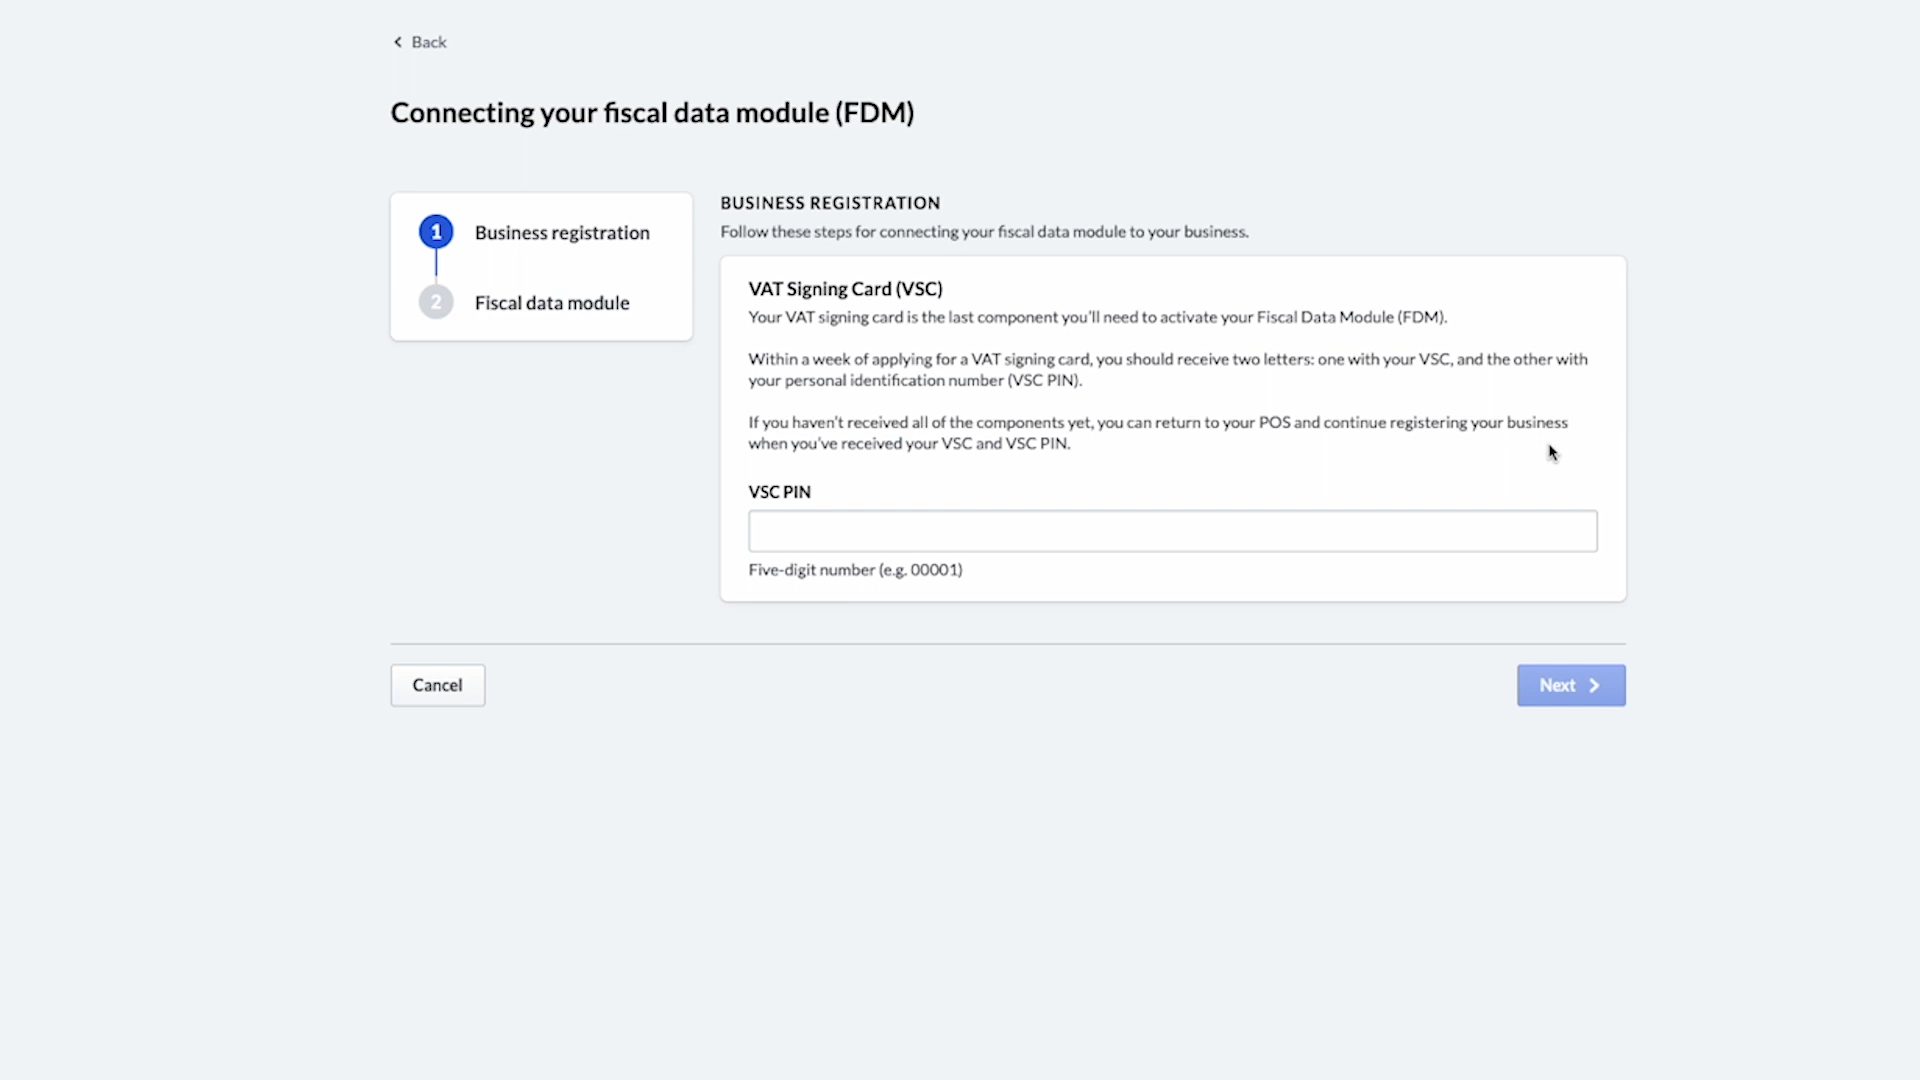 Back
Connecting your fiscal data module (FDM)
1 Business registration
2 Fiscal data module
BUSINESS REGISTRATION
Follow these steps for connecting your fiscal data module to your business.
VAT Signing Card (VSC)
Your VAT signing card is the last component you'll need to activate your Fiscal Data Module (FDM).
Within a week of applying for a VAT signing card, you should receive two letters: one with your VSC, and the other with
your personal identification number (VSC PIN).
If you haven't received all of the components yet, you can return to your POS and continue registering your business
when you've received your VSC and VSC PIN.
VSC PIN
Five-digit number (e.g. 00001)
Cancel
Next